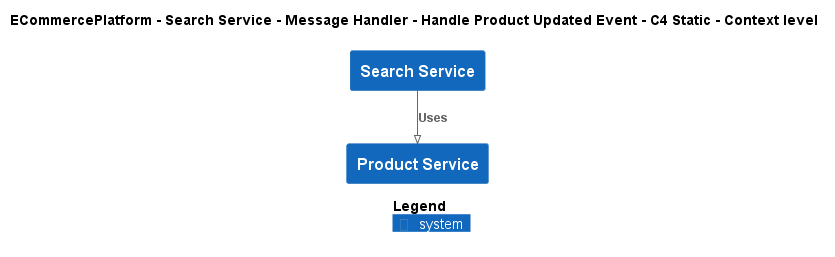 ECommercePlatform - Search Service - Message Handler - Handle Product Updated Event - C4 Static - Context level
Search Service
Uses
Product Service
Legend
system